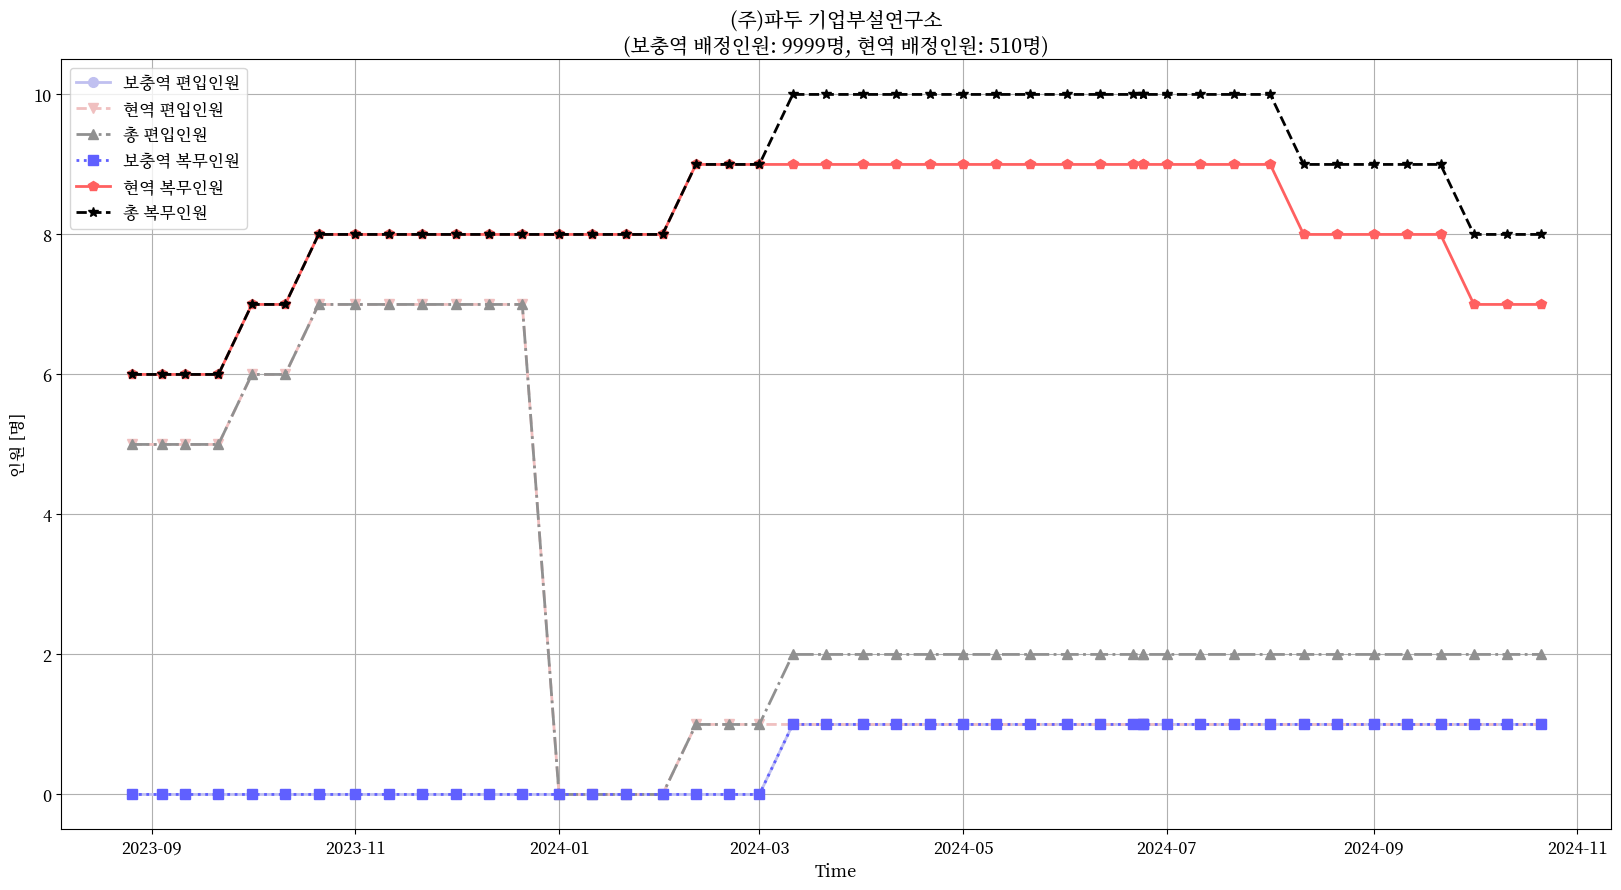 (주)파두 기업부설연구소
(보충역 배정인원: 9999명, 현역 배정인원: 510명)
보충역 편입인원
현역 편입인원
총 편입인원
보충역 복무인원
현역 복무인원
총 복무인원
10
8
6
4
2
0
인원 [명]
2023-09
2023-11
2024-01
2024-03
2024-05
2024-07
2024-09
2024-11
Time